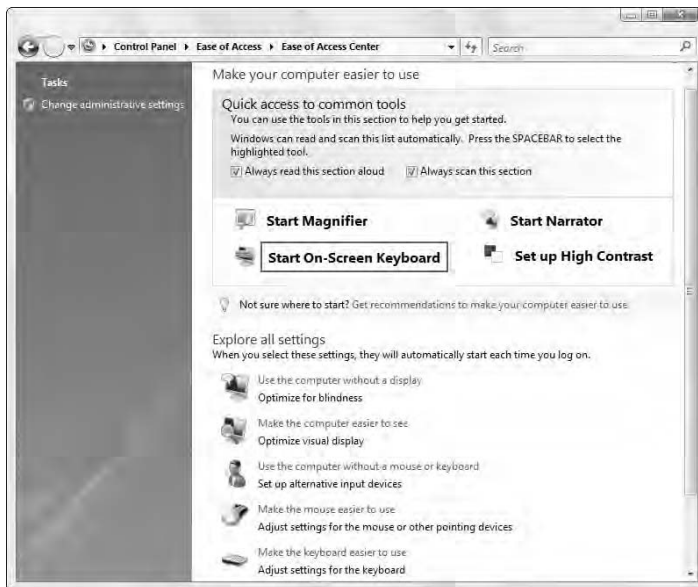 Control Panel ▸ Ease of Access ▸ Ease of Access Center
Search
Tasks
Change administrative settings
Make your computer easier to use
Quick access to common tools
You can use the tools in this section to help you get started.
Windows can read and scan this list automatically. Press the SPACEBAR to select the
highlighted tool.
Always read this section aloud Always scan this section
Start Magnifier Start Narrator
Start On-Screen Keyboard Set up High Contrast
Not sure where to start? Get recommendations to make your computer easier to use
Explore all settings
When you select these settings, they will automatically start each time you log on.
Use the computer without a display
Optimize for blindness
Make the computer easier to see
Optimize visual display
Use the computer without a mouse or keyboard
Set up alternative input devices
Make the mouse easier to use
Adjust settings for the mouse or other pointing devices
Make the keyboard easier to use
Adjust settings for the keyboard